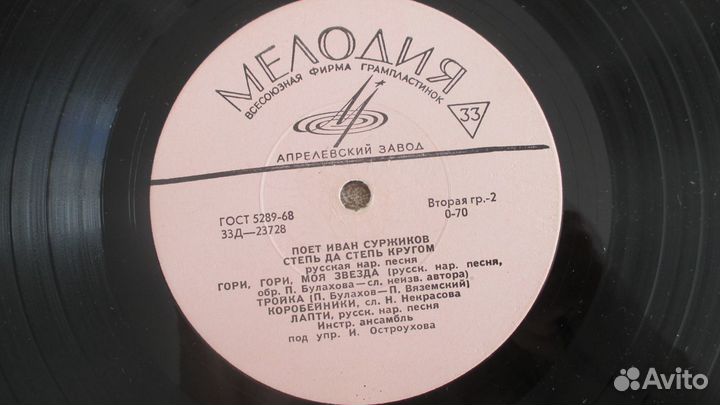 МЕЛОДИЯ
ВСЕСОЮЗНАЯ ФИРМА ГРАМПЛАСТИНОК
33
АПРЕЛЕВСКИЙ ЗАВОД
ГОСТ 5289-68
33Д—23728
Вторая гр.-2
0-70
ПОЕТ ИВАН СУРЖИКОВ
СТЕПЬ ДА СТЕПЬ КРУГОМ
русская нар. песня
ГОРИ, ГОРИ, МОЯ ЗВЕЗДА (русск. нар. песня,
обр. П. Булахова—сл. неизв. автора)
ТРОЙКА (П. Булахов—П. Вяземский)
КОРОБЕЙНИКИ, сл. Н. Некрасова
ЛАПТИ, русск. нар. песня
Инстр. ансамбль
под упр. И. Остроухова
Avito